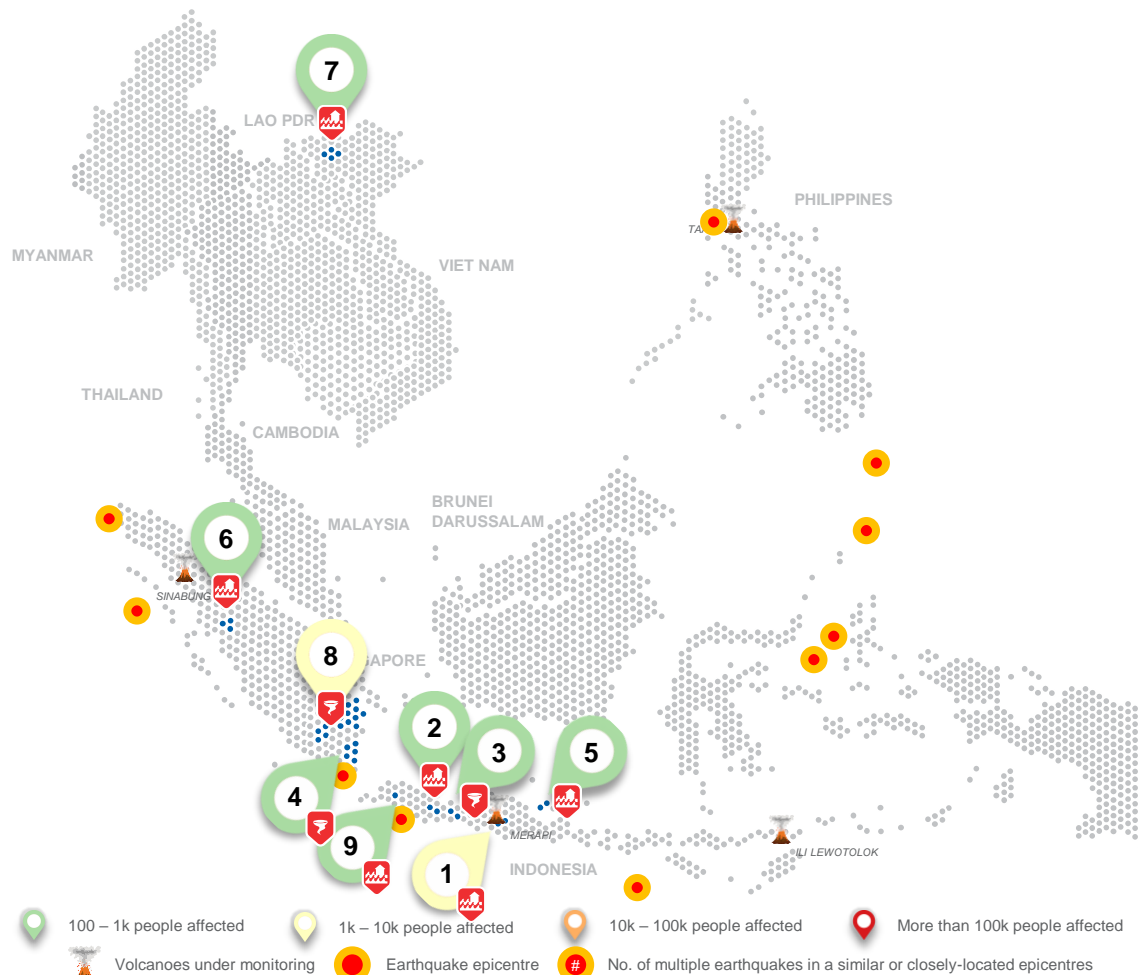 7
LAO PDR
PHILIPPINES
MYANMAR
VIET NAM
THAILAND
CAMBODIA
BRUNEI
DARUSSALAM
MALAYSIA
6
SINABUNG
8
2
3
5
4
MERAPI
9
1
INDONESIA
ILI LEWOTOLOK
100 – 1k people affected
1k – 10k people affected
10k – 100k people affected
More than 100k people affected
Volcanoes under monitoring
Earthquake epicentre
#
No. of multiple earthquakes in a similar or closely-located epicentres